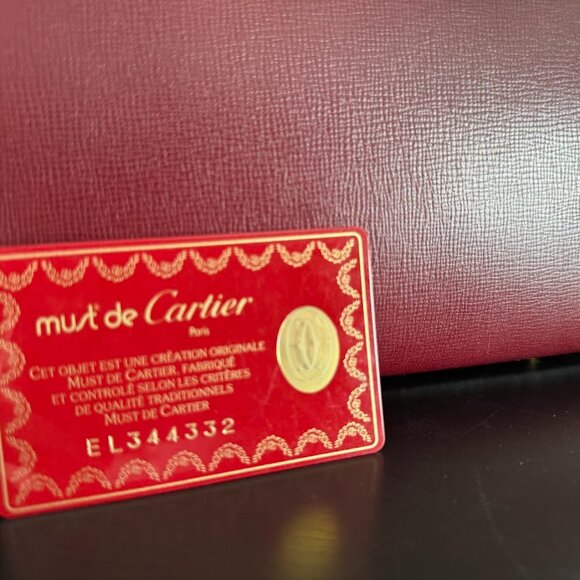 must de Cartier
Paris
CET OBJET EST UNE CRÉATION ORIGINALE
MUST DE CARTIER, FABRIQUÉ
ET CONTRÔLÉ SELON LES CRITÈRES
DE QUALITÉ TRADITIONNELS
MUST DE CARTIER
EL344332